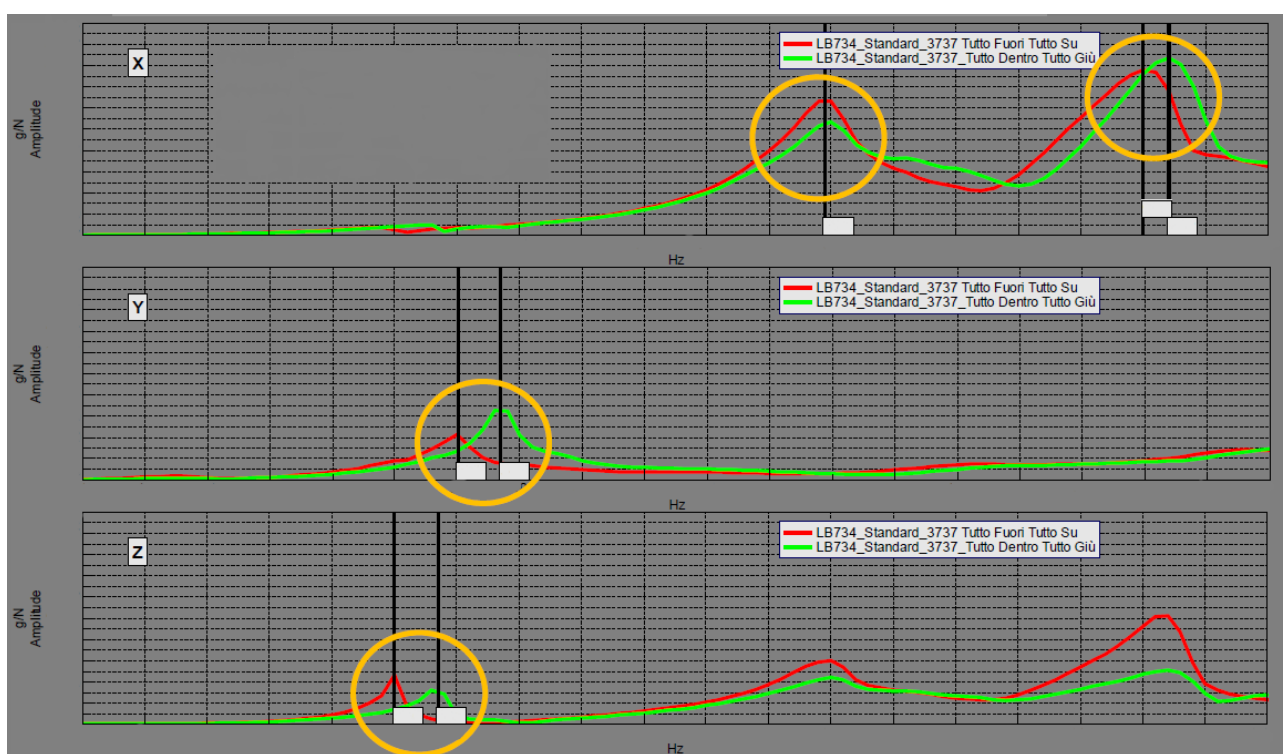 X
LB734_Standard_3737 Tutto Fuori Tutto Su
LB734_Standard_3737_Tutto Dentro Tutto Giù
g/N
Amplitude
Hz
Y
LB734_Standard_3737 Tutto Fuori Tutto Su
LB734_Standard_3737_Tutto Dentro Tutto Giù
g/N
Amplitude
Hz
Z
LB734_Standard_3737 Tutto Fuori Tutto Su
LB734_Standard_3737_Tutto Dentro Tutto Giù
g/N
Amplitude
Hz